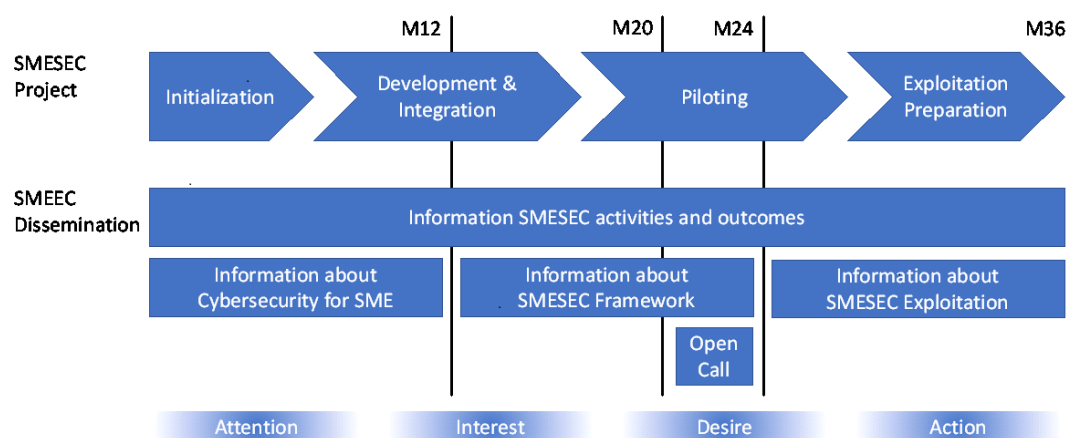 M12
M20
M24
M36
SMESEC
Project
Initialization
Development &
Integration
Piloting
Exploitation
Preparation
SMEEC
Dissemination
Information SMESEC activities and outcomes
Information about
Cybersecurity for SME
Information about
SMESEC Framework
Information about
SMESEC Exploitation
Open
Call
Attention
Interest
Desire
Action